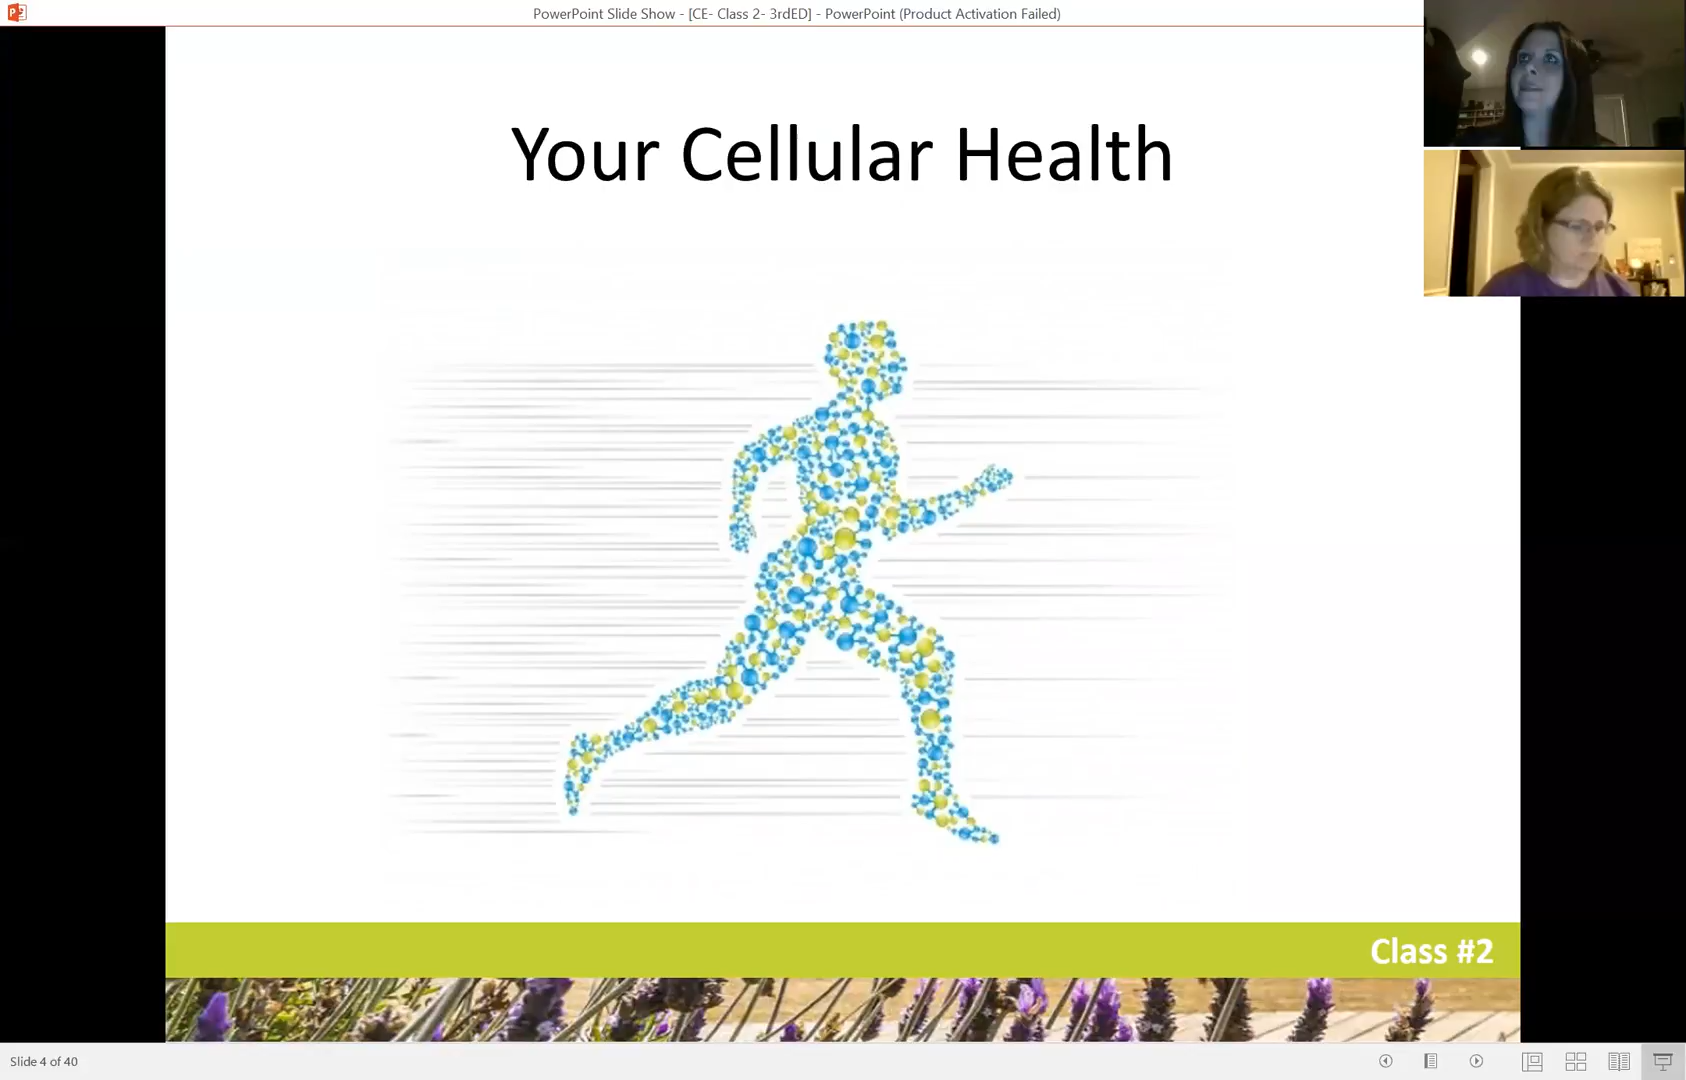 PowerPoint Slide Show - [CE- Class 2- 3rdED] - PowerPoint (Product Activation Failed)
Your Cellular Health
Class #2
Slide 4 of 40